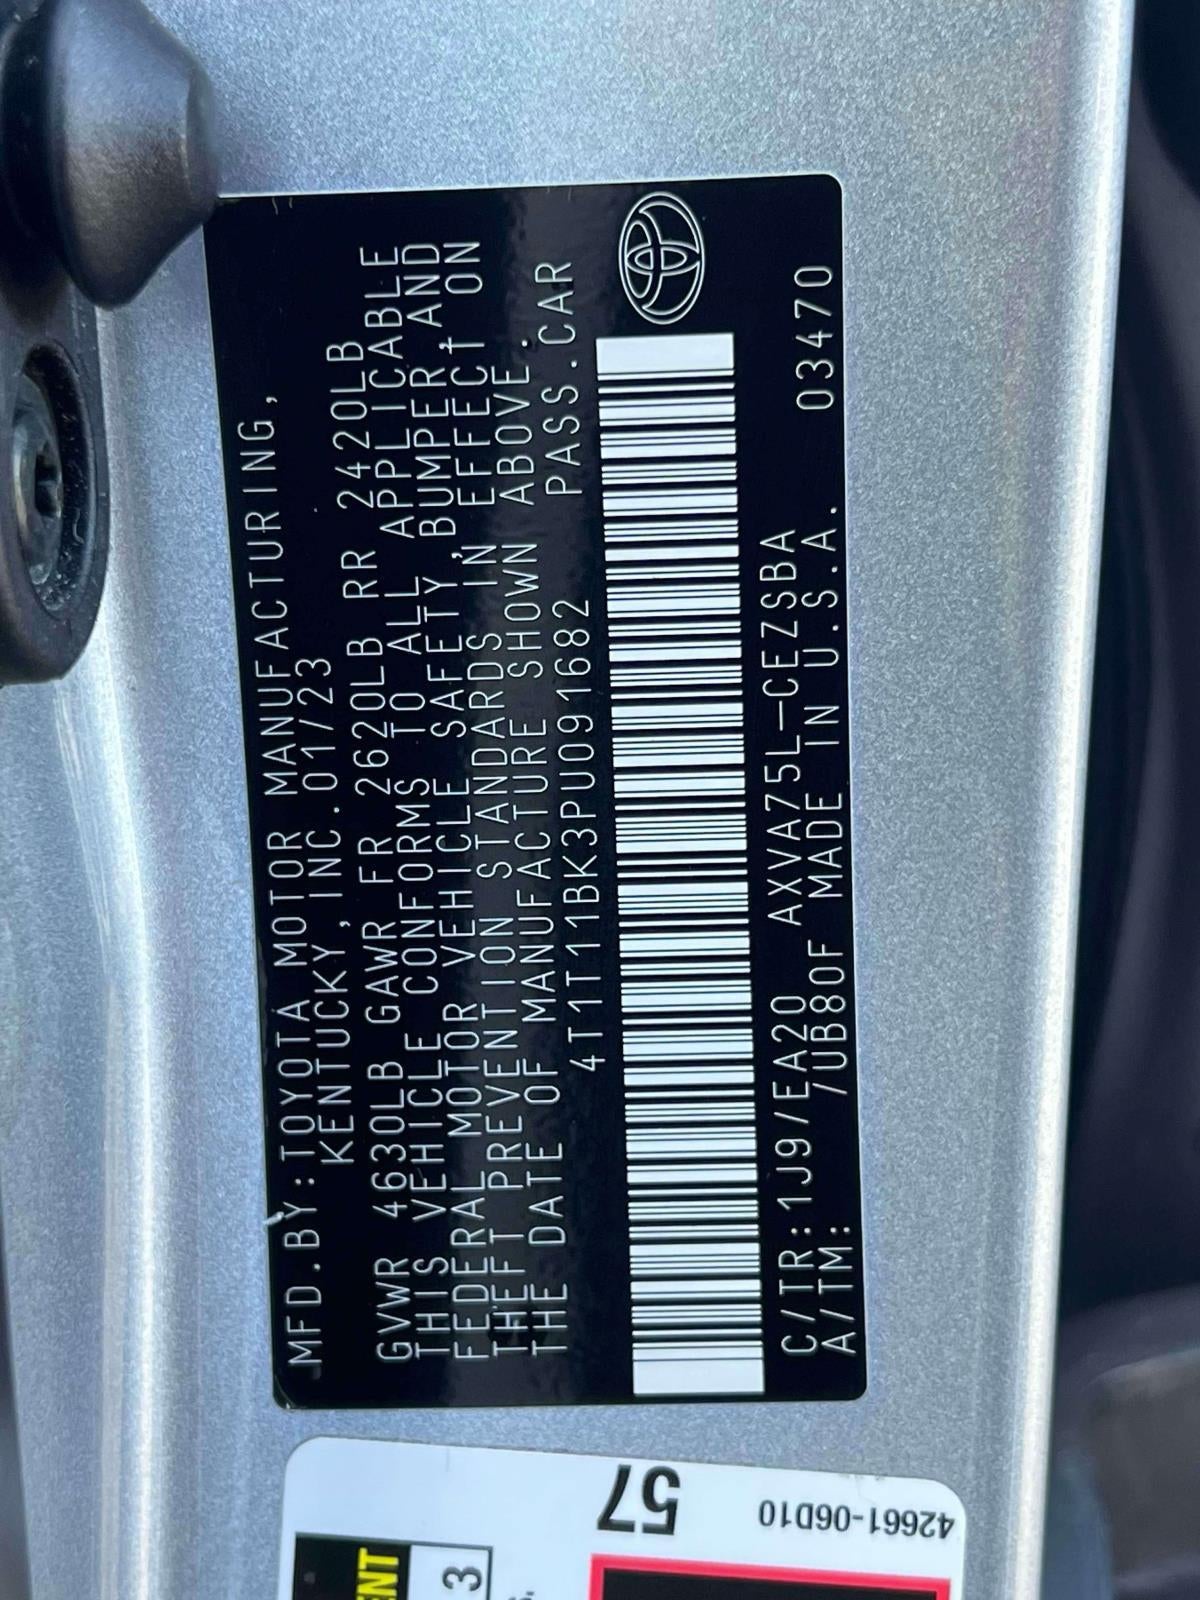 MFD.BY:TOYOTA MOTOR MANUFACTURING,
KENTUCKY,INC.01/23
GVWR 4630LB GAWR FR 2620LB RR 2420LB
THIS VEHICLE CONFORMS TO ALL APPLICABLE
FEDERAL MOTOR VEHICLE SAFETY,BUMPER,AND
THEFT PREVENTION STANDARDS IN EFFECT ON
THE DATE OF MANUFACTURE SHOWN ABOVE.
4T1T11BK3PU091682 PASS.CAR
C/TR:1J9/EA20 AXVA75L-CEZSBA 03470
A/TM: /UB80F MADE IN U.S.A.
57
42661-06D10
3